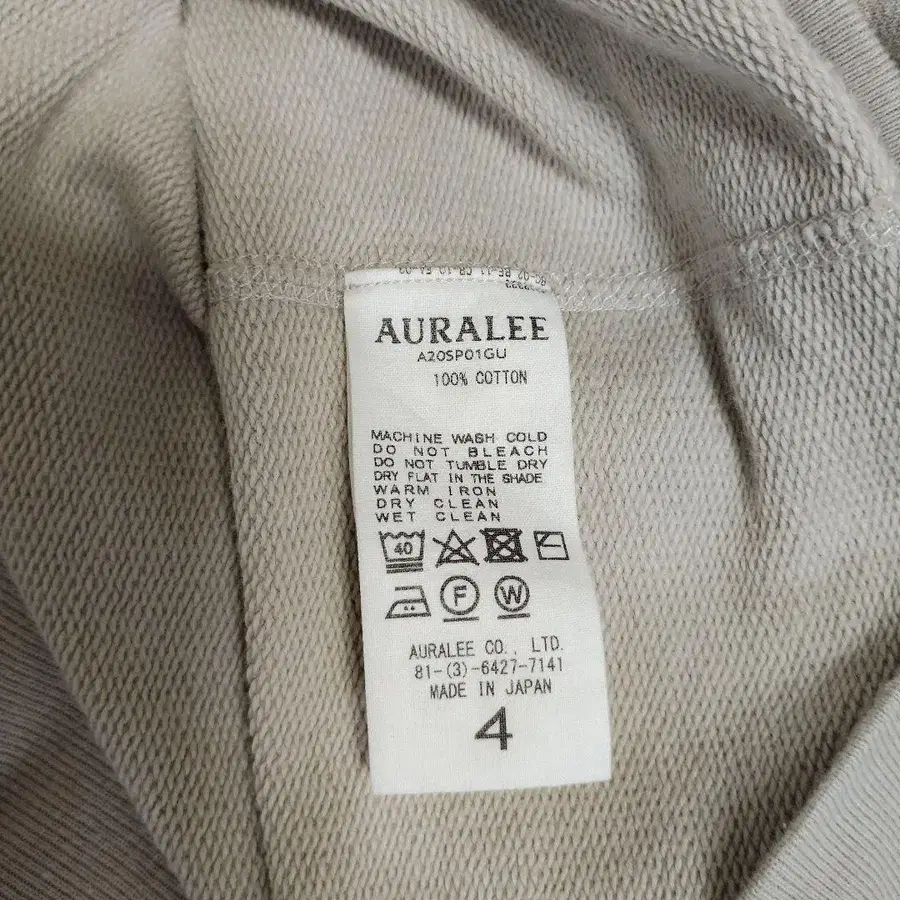 AURALEE
A20SP01GU
100% COTTON
MACHINE WASH COLD
DO NOT BLEACH
DO NOT TUMBLE DRY
DRY FLAT IN THE SHADE
WARM IRON
DRY CLEAN
WET CLEAN
40
F W
AURALEE CO., LTD.
81-(3)-6427-7141
MADE IN JAPAN
4